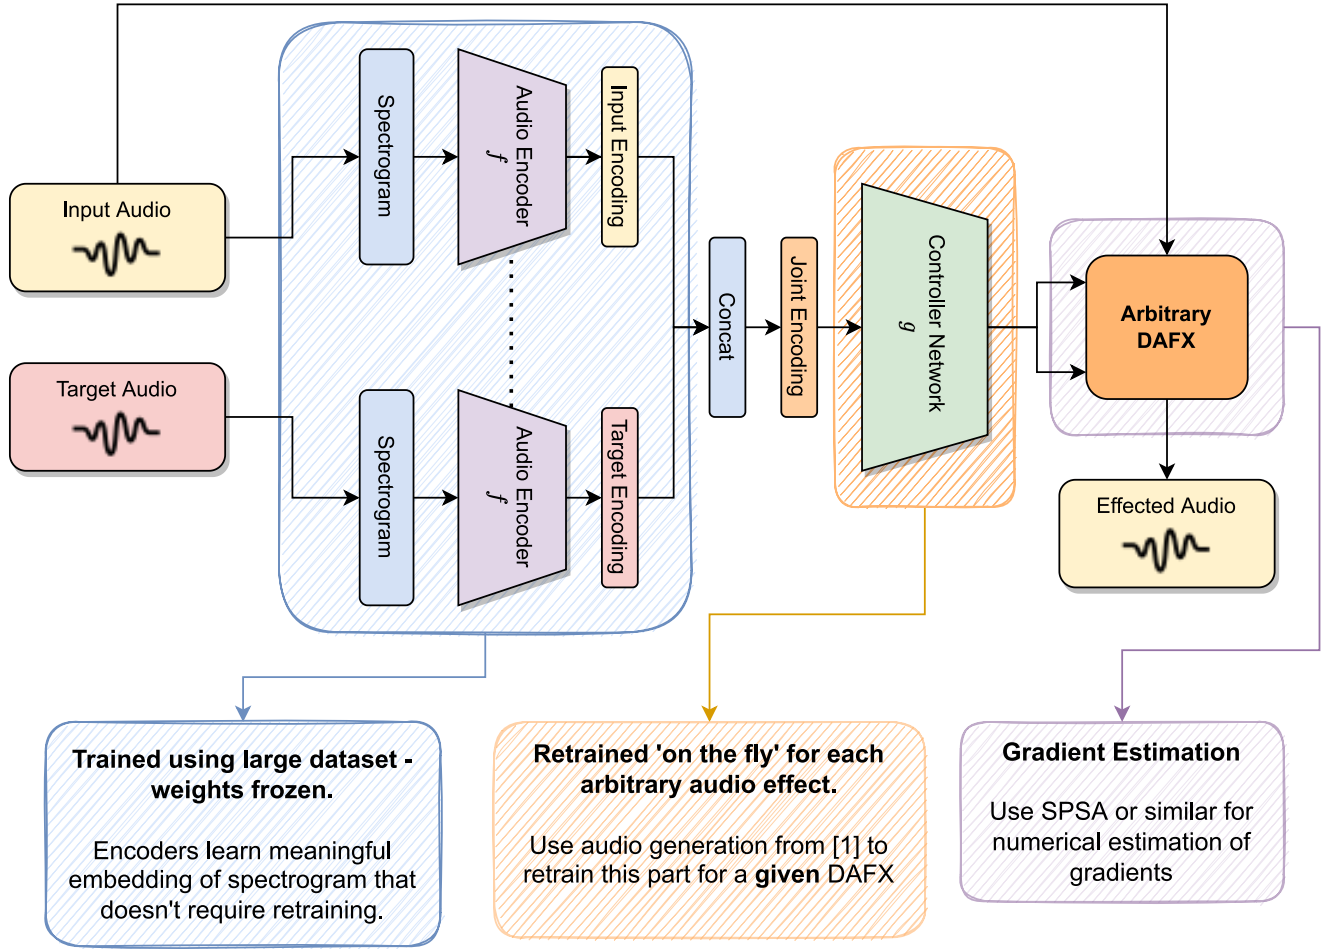 Input Audio
Spectrogram
Audio Encoder
f
Input Encoding
Target Audio
Spectrogram
Audio Encoder
f
Target Encoding
Concat
Joint Encoding
Controller Network
g
Arbitrary
DAFX
Effected Audio
Trained using large dataset -
weights frozen.
Encoders learn meaningful
embedding of spectrogram that
doesn't require retraining.
Retrained 'on the fly' for each
arbitrary audio effect.
Use audio generation from [1] to
retrain this part for a given DAFX
Gradient Estimation
Use SPSA or similar for
numerical estimation of
gradients